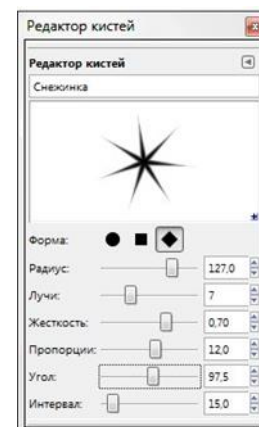 Редактор кистей
Редактор кистей
Снежинка
Форма:
Радиус: 127,0
Лучи: 7
Жесткость: 0,70
Пропорции: 12,0
Угол: 97,5
Интервал: 15,0